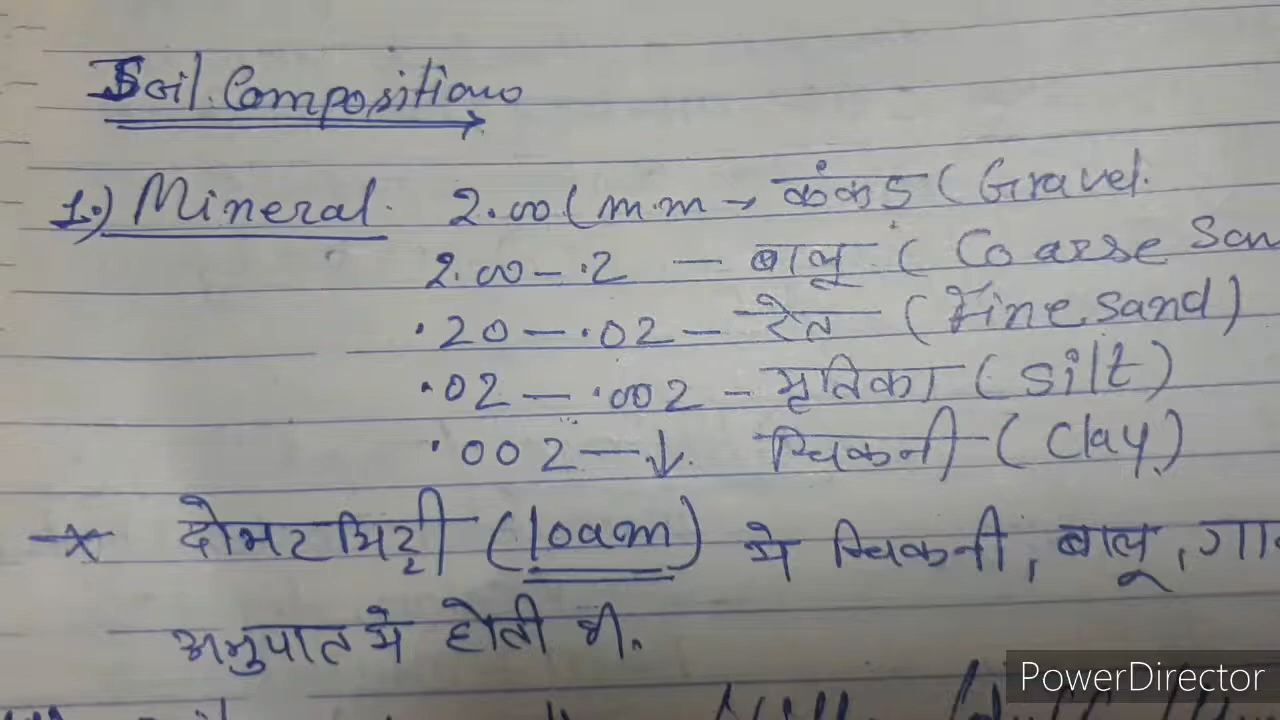 Soil Composition
1.) Mineral. 2.00 (m.m → कंकड (Gravel.
2.00 - .2 - बालू (Coarse San
.20 - .02 - रेत (Fine sand)
.02 - .002 - मृतिका (Silt)
.002 - ↓. चिकनी (Clay)
* दोमट मिट्टी (loam) मे चिकनी, बालू, गा
अनुपात मे होती
PowerDirector